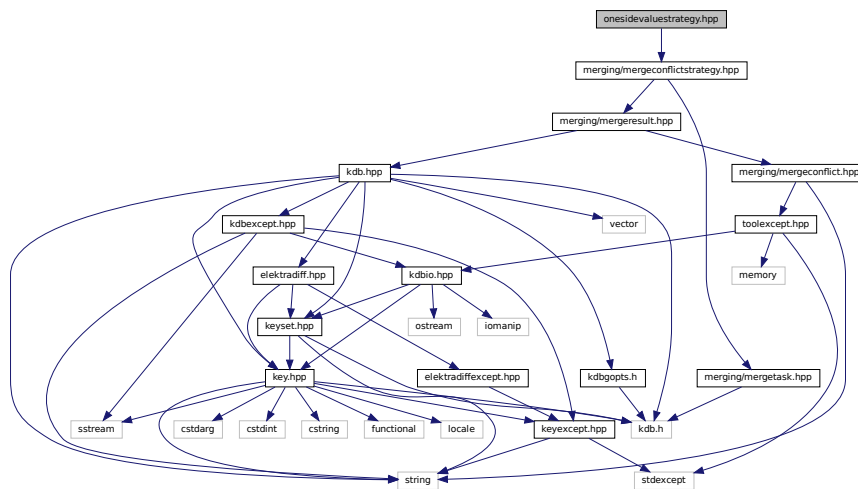 onesidevaluestrategy.hpp
merging/mergeconflictstrategy.hpp
merging/mergeresult.hpp
kdb.hpp
merging/mergeconflict.hpp
kdbexcept.hpp
vector
toolexcept.hpp
elektradiff.hpp
kdbio.hpp
memory
keyset.hpp
ostream
iomanip
key.hpp
elektradiffexcept.hpp
kdbgopts.h
merging/mergetask.hpp
sstream
cstdarg
cstdint
cstring
functional
locale
keyexcept.hpp
kdb.h
string
stdexcept